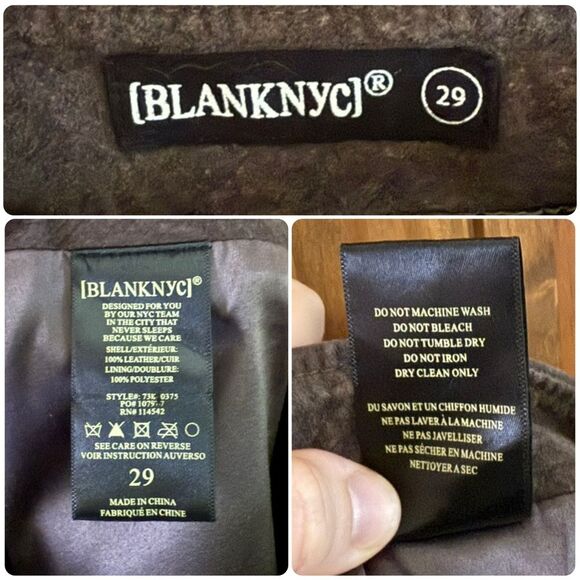 [BLANKNYC]® 29
[BLANKNYC]®
DESIGNED FOR YOU
BY OUR NYC TEAM
IN THE CITY THAT
NEVER SLEEPS
BECAUSE WE CARE
SHELL/EXTÉRIEUR:
100% LEATHER/CUIR
LINING/DOUBLURE:
100% POLYESTER
STYLE#:
PO#
RN# 114542
SEE CARE ON REVERSE
VOIR INSTRUCTION AUVERSO
29
MADE IN CHINA
FABRIQUÉ EN CHINE
DO NOT MACHINE WASH
DO NOT BLEACH
DO NOT TUMBLE DRY
DO NOT IRON
DRY CLEAN ONLY
DU SAVON ET UN CHIFFON HUMIDE
NE PAS LAVER À LA MACHINE
NE PAS JAVELLISER
NE PAS SÉCHER EN MACHINE
NETTOYER A SEC